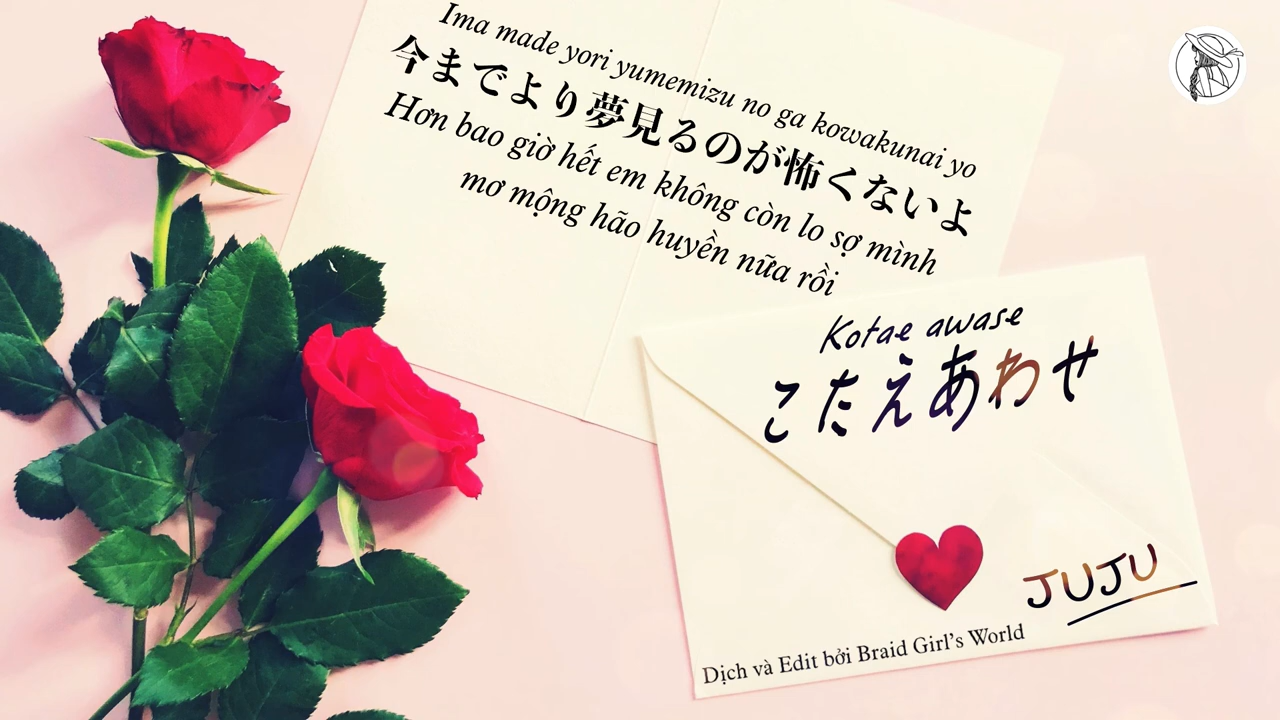 Ima made yori yumemizu no ga kowakunai yo
今までより夢見るのが怖くないよ
Hơn bao giờ hết em không còn lo sợ mình
mơ mộng hão huyền nữa rồi
Kotae awase
こたえあわせ
JUJU
Dịch và Edit bởi Braid Girl's World